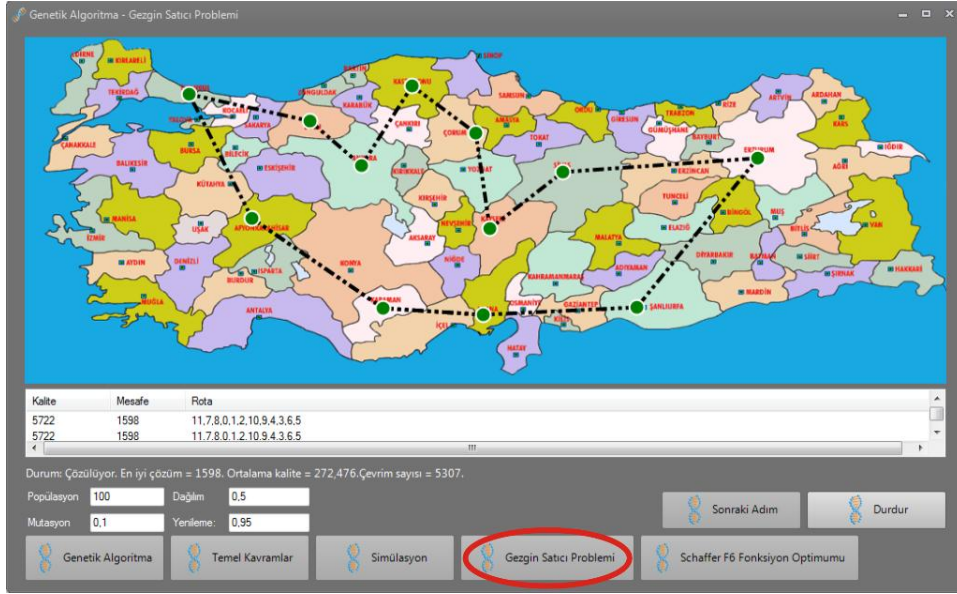 Genetik Algoritma - Gezgin Satıcı Problemi
EDİRNE
KIRKLARELİ
TEKİRDAĞ
KOCAELİ
SAKARYA
ZONGULDAK
BARTIN
KARABÜK
SİNOP
SAMSUN
ORDU
GİRESUN
TRABZON
RİZE
ARTVİN
ARDAHAN
KARS
IĞDIR
AĞRI
ÇANAKKALE
BALIKESİR
BURSA
BİLECİK
ESKİŞEHİR
KÜTAHYA
ÇANKIRI
ÇORUM
AMASYA
TOKAT
GÜMÜŞHANE
BAYBURT
ERZURUM
ERZİNCAN
KIRIKKALE
YOZGAT
KIRŞEHİR
NEVŞEHİR
AKSARAY
NİĞDE
TUNCELİ
BİNGÖL
MUŞ
BİTLİS
VAN
MANİSA
İZMİR
UŞAK
AYDIN
DENİZLİ
ISPARTA
BURDUR
MUĞLA
ANTALYA
KONYA
İÇEL
MALATYA
ELAZIĞ
DİYARBAKIR
BATMAN
SİİRT
ŞIRNAK
HAKKARİ
MARDİN
ADIYAMAN
KAHRAMANMARAŞ
OSMANİYE
GAZİANTEP
KİLİS
ŞANLIURFA
HATAY
Kalite Mesafe Rota
5722 1598 11,7,8,0,1,2,10,9,4,3,6,5
5722 1598 11,7,8,0,1,2,10,9,4,3,6,5
Durum: Çözülüyor. En iyi çözüm = 1598. Ortalama kalite = 272,476.Çevrim sayısı = 5307.
Popülasyon 100 Dağılım 0,5
Mutasyon 0,1 Yenileme: 0,95
Sonraki Adım Durdur
Genetik Algoritma Temel Kavramlar Simülasyon Gezgin Satıcı Problemi Schaffer F6 Fonksiyon Optimumu